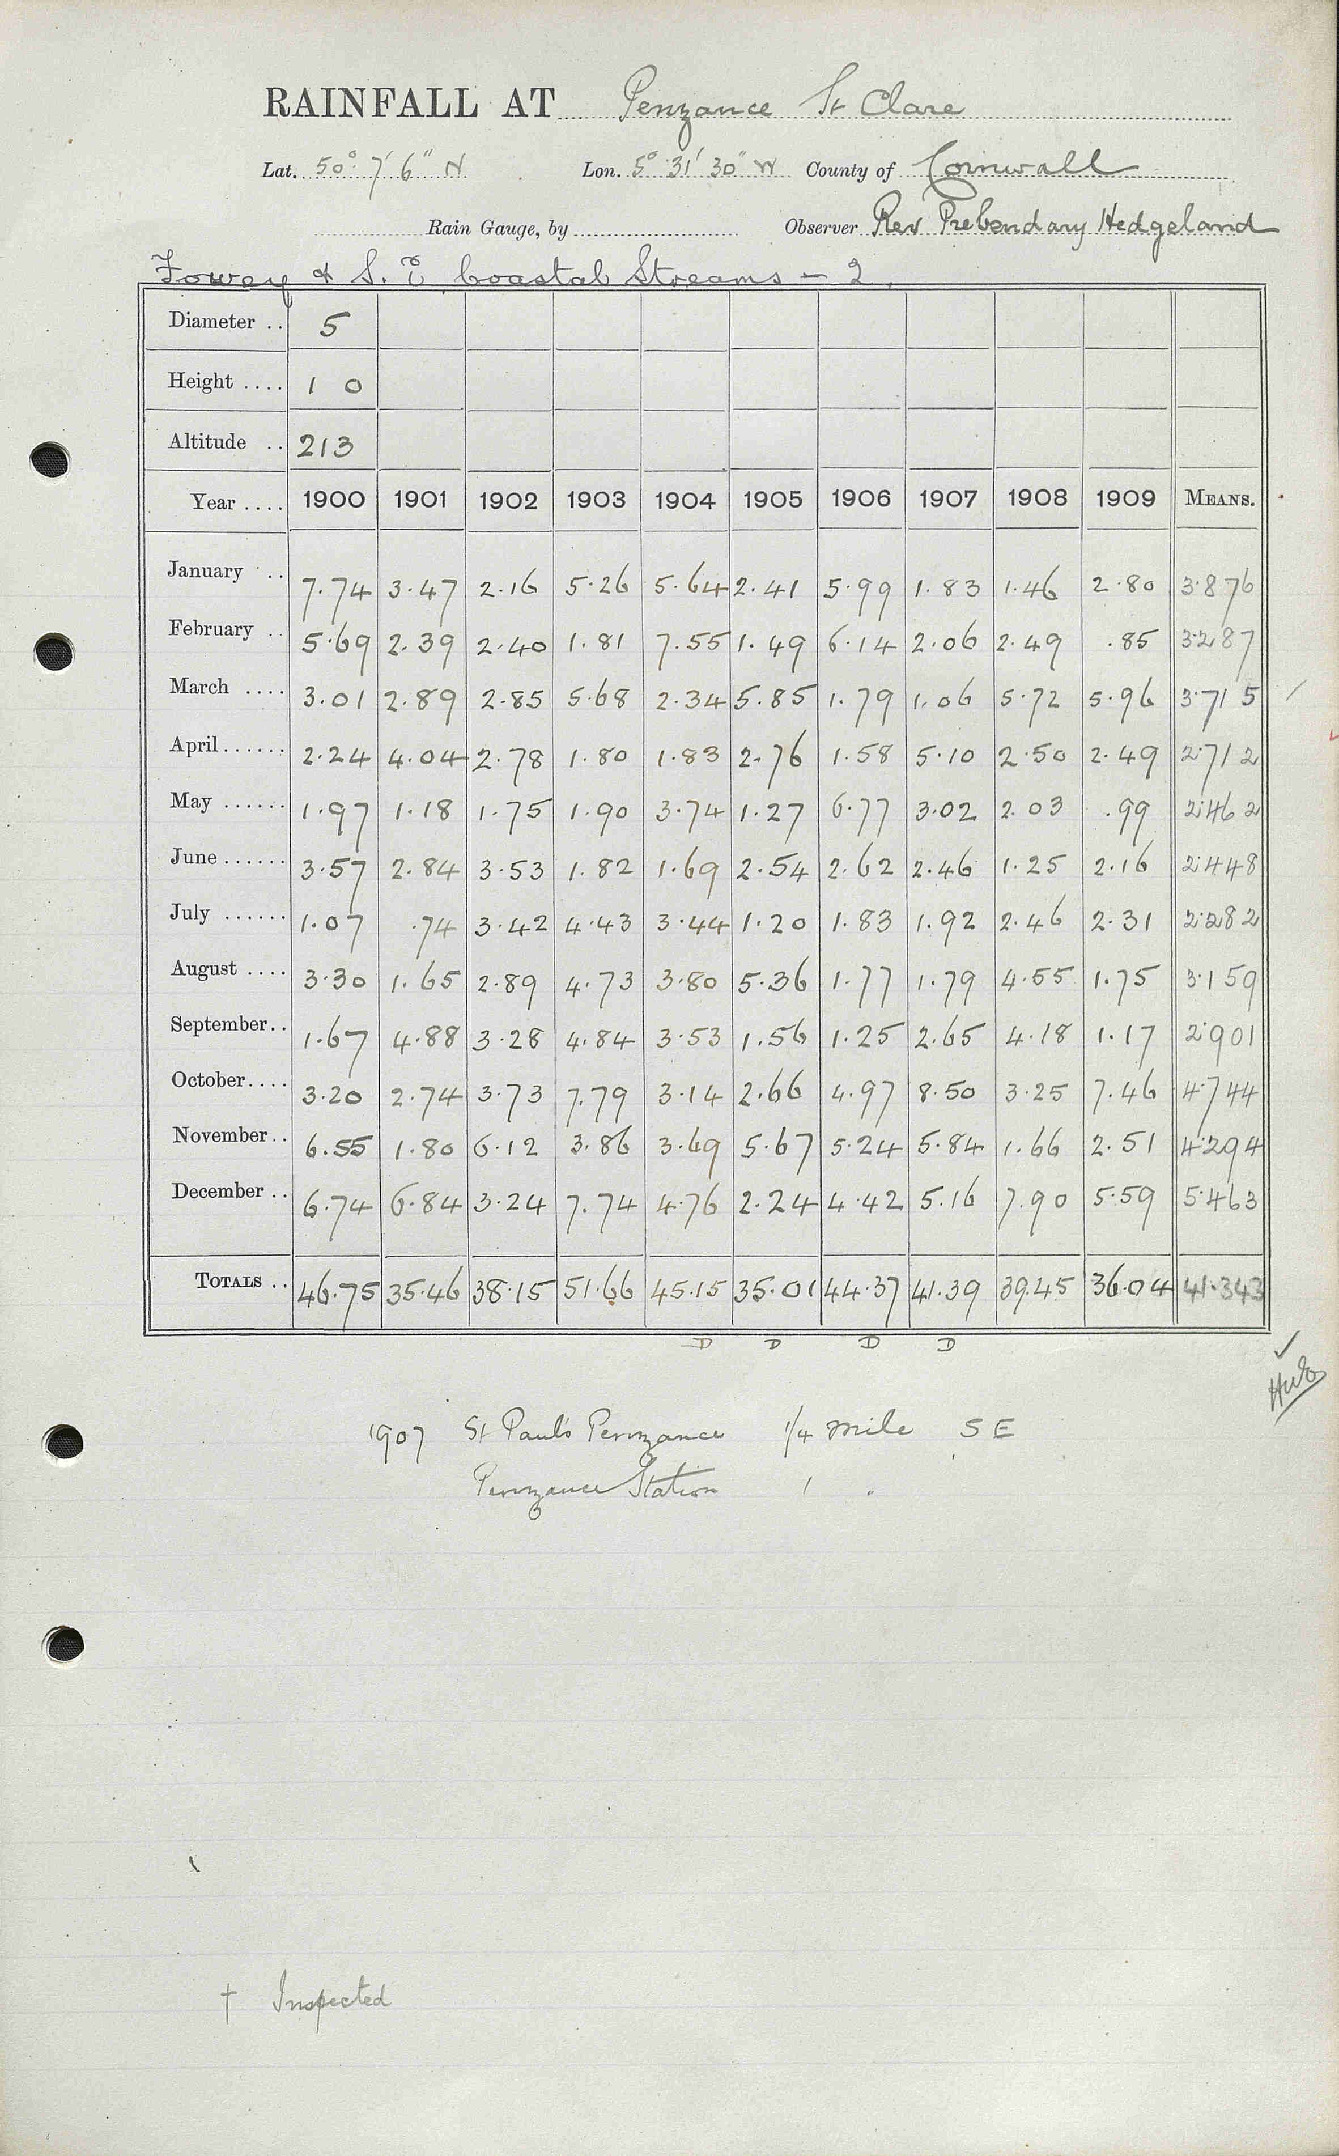 RAINFALL AT Penzance St Clare
Lat. 50° 7' 6" N Lon. 5° 31' 30" W County of Cornwall
Rain Gauge, by Observer Rev Prebendary Hedgeland
Fowey & S. E Coastal Streams - 2.
Diameter .. 5
Height .... 1 0
Altitude .. 213
Year .... 1900 1901 1902 1903 1904 1905 1906 1907 1908 1909 MEANS.
January .. 7.74 3.47 2.16 5.26 5.64 2.41 5.99 1.83 1.46 2.80 3.876
February .. 5.69 2.39 2.40 1.81 7.55 1.49 6.14 2.06 2.49 .85 3.287
March .... 3.01 2.89 2.85 5.68 2.34 5.85 1.79 1.06 5.72 5.96 3.715
April...... 2.24 4.04 2.78 1.80 1.83 2.76 1.58 5.10 2.50 2.49 2.712
May ...... 1.97 1.18 1.75 1.90 3.74 1.27 6.77 3.02 2.03 .99 2.462
June ...... 3.57 2.84 3.53 1.82 1.69 2.54 2.62 2.46 1.25 2.16 2.448
July ...... 1.07 .74 3.42 4.43 3.44 1.20 1.83 1.92 2.46 2.31 2.282
August .... 3.30 1.65 2.89 4.73 3.80 5.36 1.77 1.79 4.55 1.75 3.159
September.. 1.67 4.88 3.28 4.84 3.53 1.56 1.25 2.65 4.18 1.17 2.901
October.... 3.20 2.74 3.73 7.79 3.14 2.66 4.97 8.50 3.25 7.46 4.744
November.. 6.55 1.80 6.12 3.86 3.69 5.67 5.24 5.84 1.66 2.51 4.294
December .. 6.74 6.84 3.24 7.74 4.76 2.24 4.42 5.16 7.90 5.59 5.463
TOTALS .. 46.75 35.46 38.15 51.66 45.15 35.01 44.37 41.39 39.45 36.04 41.343
D D D D
1907 St Paul's Penzance 1/4 mile SE
Penzance Station 1 "
† Inspected